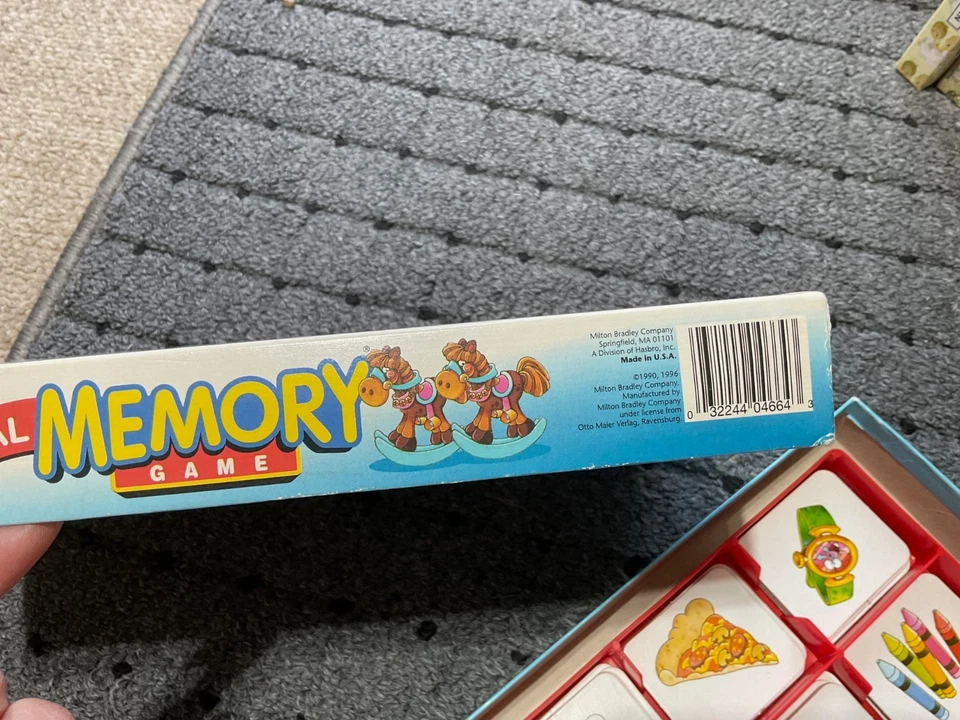 AL
MEMORY®
GAME
Milton Bradley Company
Springfield, MA 01101
A Division of Hasbro, Inc.
Made in U.S.A.
©1990, 1996
Milton Bradley Company.
Manufactured by
Milton Bradley Company
under license from
Otto Maier Verlag, Ravensburg
0 32244 04664 3